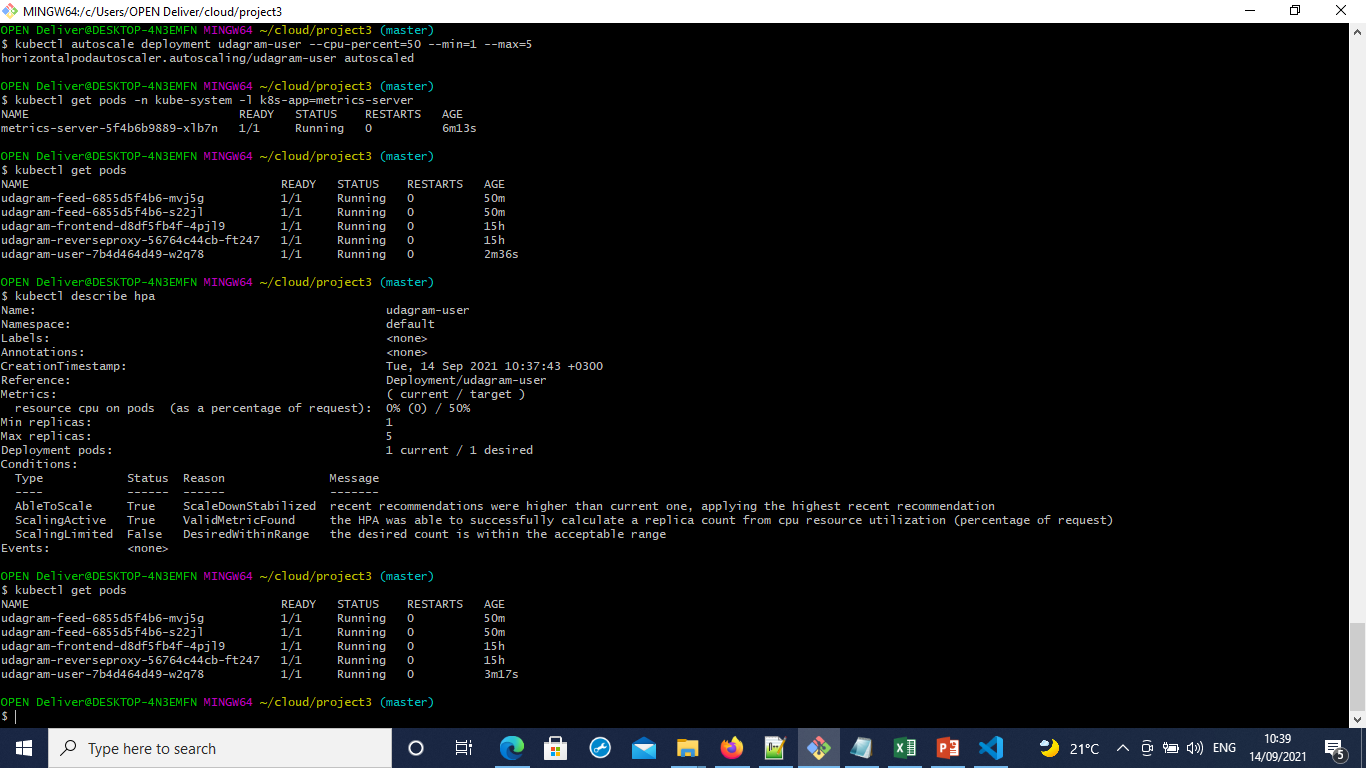 MINGW64:/c/Users/OPEN Deliver/cloud/project3
OPEN Deliver@DESKTOP-4N3EMFN MINGW64 ~/cloud/project3 (master)
$ kubectl autoscale deployment udagram-user --cpu-percent=50 --min=1 --max=5
horizontalpodautoscaler.autoscaling/udagram-user autoscaled
OPEN Deliver@DESKTOP-4N3EMFN MINGW64 ~/cloud/project3 (master)
$ kubectl get pods -n kube-system -l k8s-app=metrics-server
NAME READY STATUS RESTARTS AGE
metrics-server-5f4b6b9889-xlb7n 1/1 Running 0 6m13s
OPEN Deliver@DESKTOP-4N3EMFN MINGW64 ~/cloud/project3 (master)
$ kubectl get pods
NAME READY STATUS RESTARTS AGE
udagram-feed-6855d5f4b6-mvj5g 1/1 Running 0 50m
udagram-feed-6855d5f4b6-s22jl 1/1 Running 0 50m
udagram-frontend-d8df5fb4f-4pjl9 1/1 Running 0 15h
udagram-reverseproxy-56764c44cb-ft247 1/1 Running 0 15h
udagram-user-7b4d464d49-w2q78 1/1 Running 0 2m36s
OPEN Deliver@DESKTOP-4N3EMFN MINGW64 ~/cloud/project3 (master)
$ kubectl describe hpa
Name: udagram-user
Namespace: default
Labels: <none>
Annotations: <none>
CreationTimestamp: Tue, 14 Sep 2021 10:37:43 +0300
Reference: Deployment/udagram-user
Metrics: ( current / target )
resource cpu on pods (as a percentage of request): 0% (0) / 50%
Min replicas: 1
Max replicas: 5
Deployment pods: 1 current / 1 desired
Conditions:
Type Status Reason Message
---- ------ ------ -------
AbleToScale True ScaleDownStabilized recent recommendations were higher than current one, applying the highest recent recommendation
ScalingActive True ValidMetricFound the HPA was able to successfully calculate a replica count from cpu resource utilization (percentage of request)
ScalingLimited False DesiredWithinRange the desired count is within the acceptable range
Events: <none>
OPEN Deliver@DESKTOP-4N3EMFN MINGW64 ~/cloud/project3 (master)
$ kubectl get pods
NAME READY STATUS RESTARTS AGE
udagram-feed-6855d5f4b6-mvj5g 1/1 Running 0 50m
udagram-feed-6855d5f4b6-s22jl 1/1 Running 0 50m
udagram-frontend-d8df5fb4f-4pjl9 1/1 Running 0 15h
udagram-reverseproxy-56764c44cb-ft247 1/1 Running 0 15h
udagram-user-7b4d464d49-w2q78 1/1 Running 0 3m17s
OPEN Deliver@DESKTOP-4N3EMFN MINGW64 ~/cloud/project3 (master)
$
Type here to search
21°C
ENG
10:39
14/09/2021
5